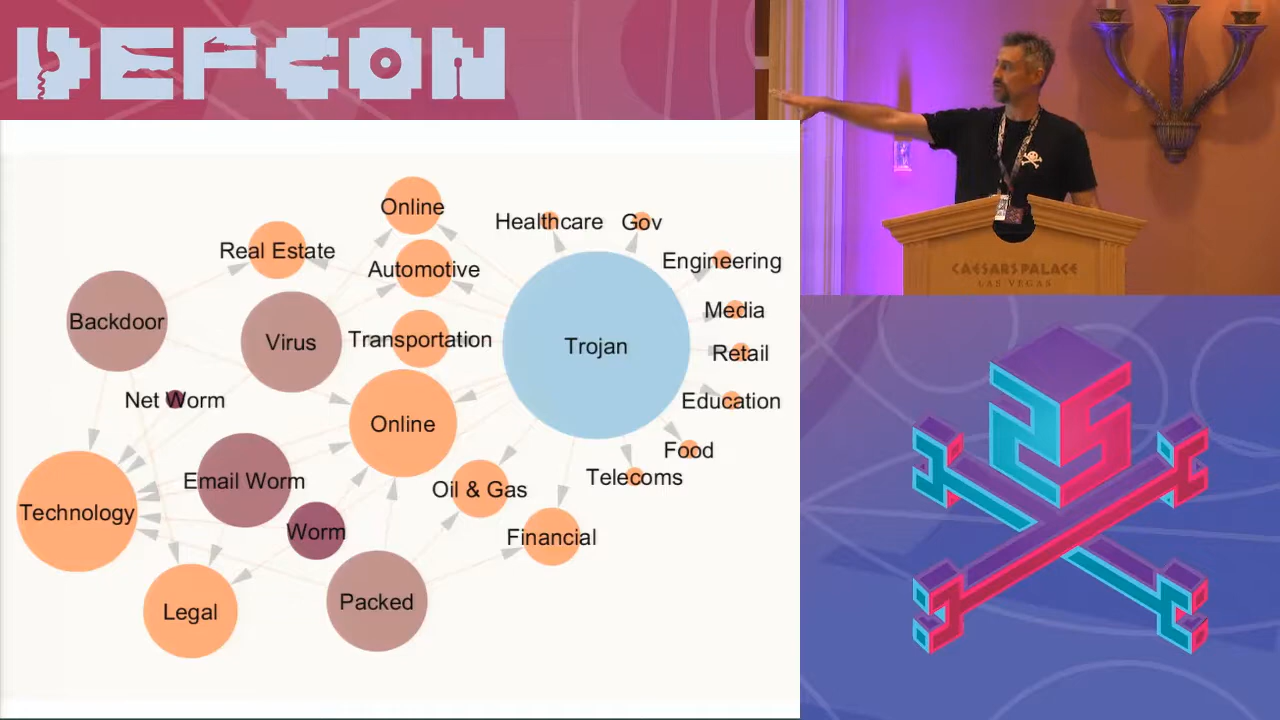 DEFCON
CAESARS PALACE
LAS VEGAS
Online
Healthcare
Gov
Real Estate
Automotive
Engineering
Backdoor
Virus
Transportation
Trojan
Media
Retail
Net Worm
Online
Education
Email Worm
Oil & Gas
Food
Telecoms
Technology
Worm
Financial
Legal
Packed